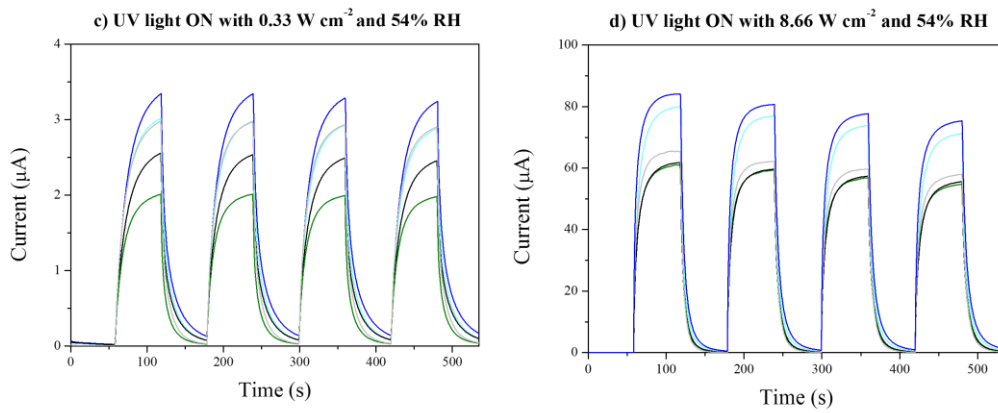 c) UV light ON with 0.33 W cm⁻² and 54% RH
4
3
2
1
0
Current (µA)
0 100 200 300 400 500
Time (s)
d) UV light ON with 8.66 W cm⁻² and 54% RH
100
80
60
40
20
0
Current (µA)
0 100 200 300 400 500
Time (s)